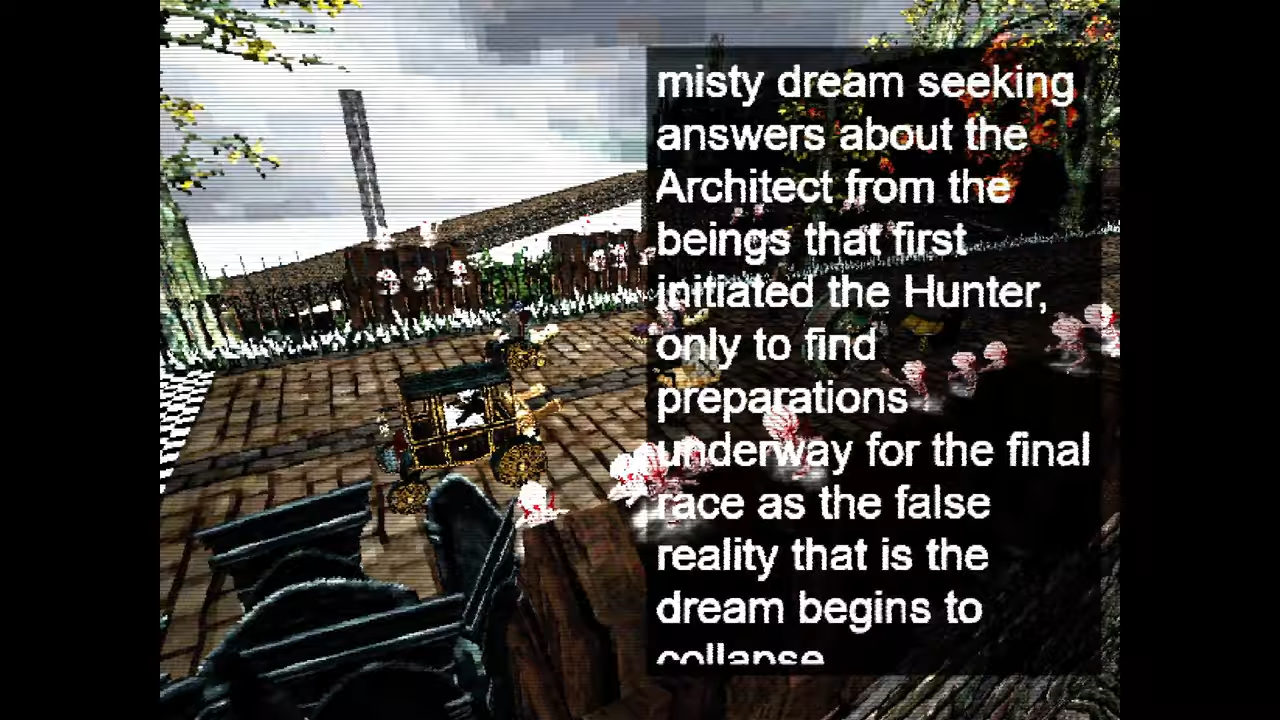 misty dream seeking
answers about the
Architect from the
beings that first
initiated the Hunter,
only to find
preparations
underway for the final
race as the false
reality that is the
dream begins to
collapse